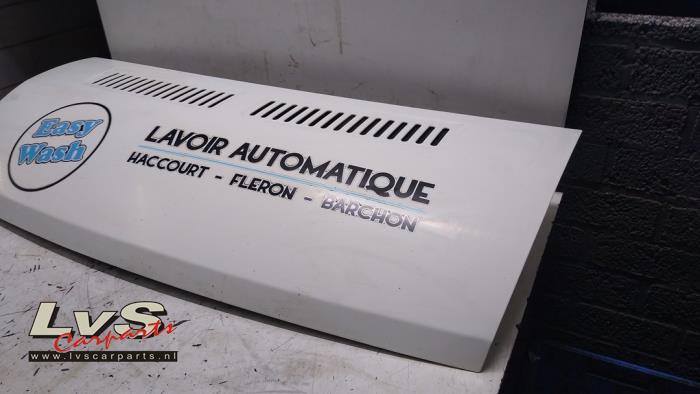 Easy
Wash
LAVOIR AUTOMATIQUE
HACCOURT - FLERON - BARCHON
LvS
Carparts
www.lvscarparts.nl